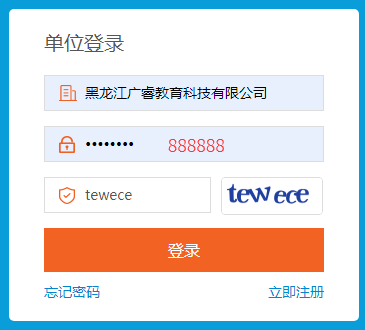 单位登录
黑龙江广睿教育科技有限公司
•••••••• 888888
tewece tewece
登录
忘记密码 立即注册